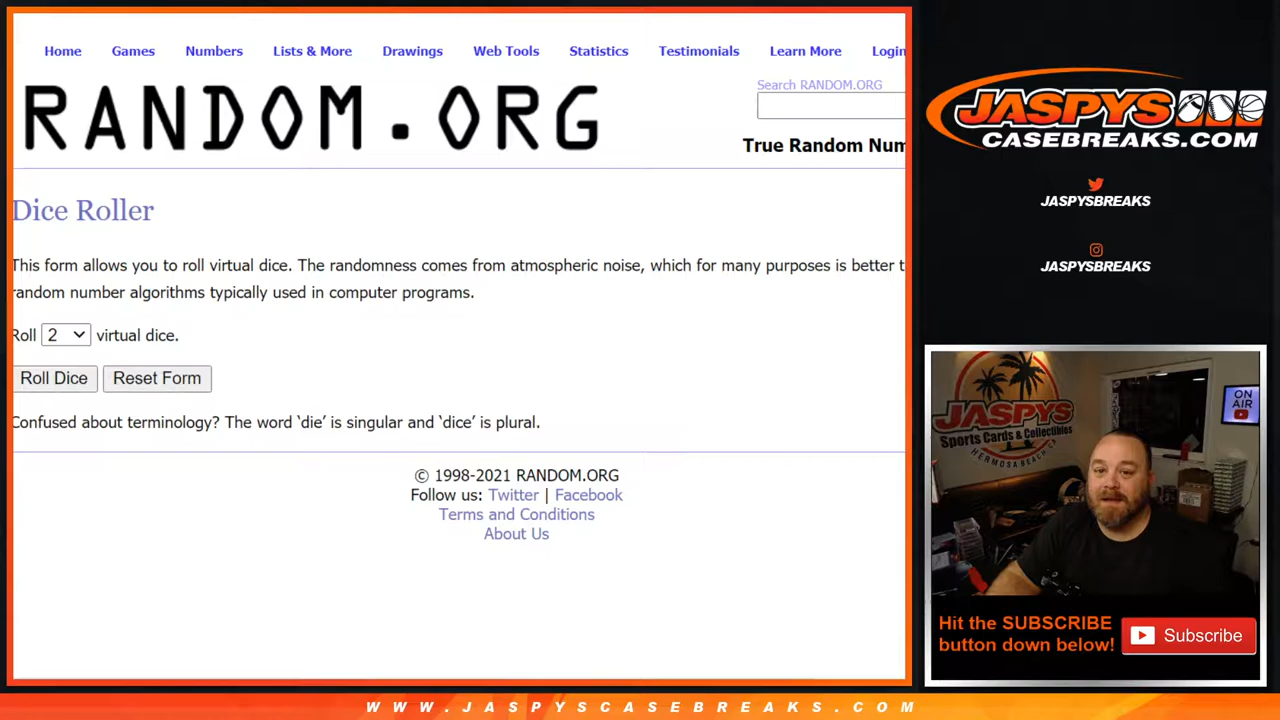 Home Games Numbers Lists & More Drawings Web Tools Statistics Testimonials Learn More Login
RANDOM.ORG
Search RANDOM.ORG
True Random Num
Dice Roller
This form allows you to roll virtual dice. The randomness comes from atmospheric noise, which for many purposes is better t
random number algorithms typically used in computer programs.
Roll 2 virtual dice.
Roll Dice Reset Form
Confused about terminology? The word ‘die’ is singular and ‘dice’ is plural.
© 1998-2021 RANDOM.ORG
Follow us: Twitter | Facebook
Terms and Conditions
About Us
JASPYS
CASEBREAKS.COM
JASPYSBREAKS
JASPYSBREAKS
JASPYS
Sports Cards & Collectibles
HERMOSA BEACH
ON
AIR
Hit the SUBSCRIBE
button down below!
Subscribe
WWW.JASPYSCASEBREAKS.COM